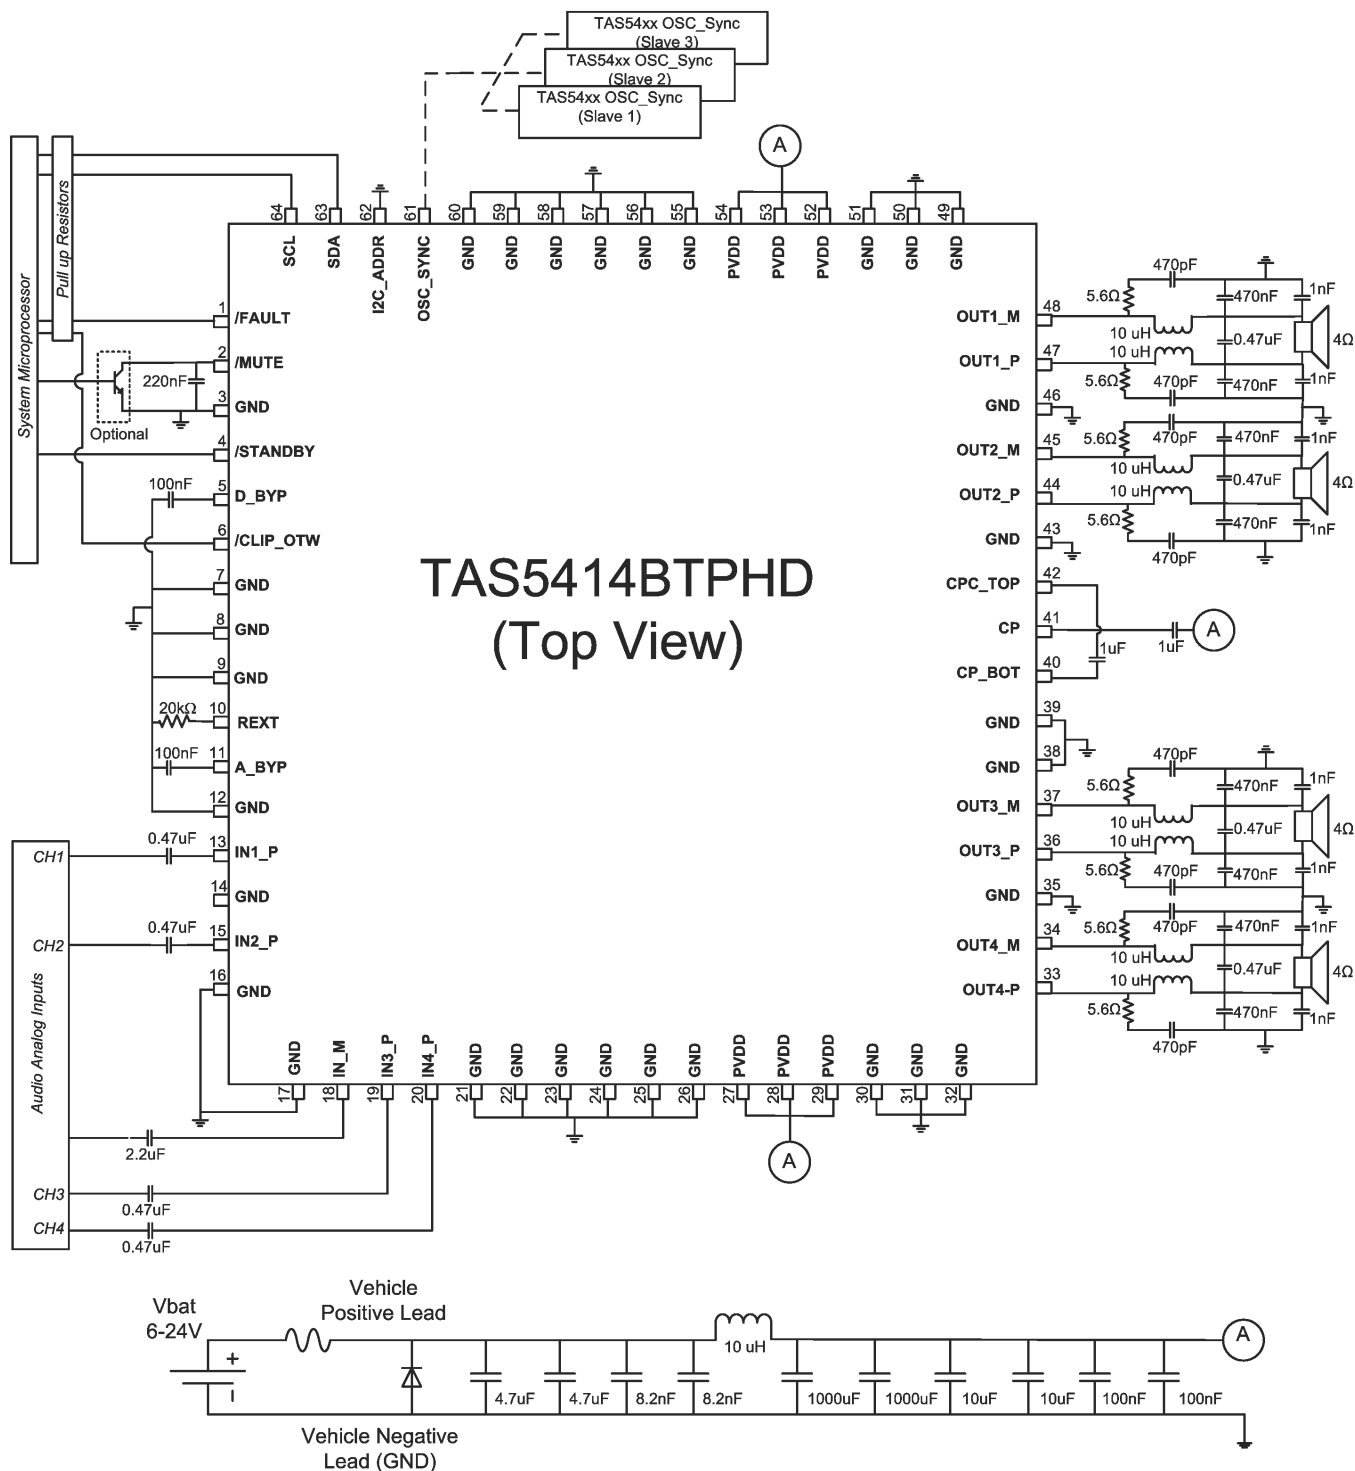 TAS54xx OSC_Sync
(Slave 3)
TAS54xx OSC_Sync
(Slave 2)
TAS54xx OSC_Sync
(Slave 1)
A
System Microprocessor
Pull up Resistors
64 63 62 61 60 59 58 57 56 55 54 53 52 51 50 49
SCL SDA I2C_ADDR OSC_SYNC GND GND GND GND GND GND PVDD PVDD PVDD GND GND GND
1
/FAULT
2
/MUTE
220nF
3
GND
Optional
4
/STANDBY
100nF
5
D_BYP
6
/CLIP_OTW
7
GND
8
GND
9
GND
20kΩ
10
REXT
100nF
11
A_BYP
12
GND
CH1
0.47uF
13
IN1_P
14
GND
CH2
0.47uF
15
IN2_P
16
GND
Audio Analog Inputs
TAS5414BTPHD
(Top View)
OUT1_M
48
5.6Ω
470pF
470nF
1nF
10 uH
0.47uF
4Ω
OUT1_P
47
10 uH
5.6Ω
470pF
470nF
1nF
GND
46
OUT2_M
45
5.6Ω
470pF
470nF
1nF
10 uH
0.47uF
4Ω
OUT2_P
44
10 uH
5.6Ω
470pF
470nF
1nF
GND
43
CPC_TOP
42
CP
41
1uF
1uF
A
CP_BOT
40
GND
39
GND
38
OUT3_M
37
5.6Ω
470pF
470nF
1nF
10 uH
0.47uF
4Ω
OUT3_P
36
10 uH
5.6Ω
470pF
470nF
1nF
GND
35
OUT4_M
34
5.6Ω
470pF
470nF
1nF
10 uH
0.47uF
4Ω
OUT4-P
33
10 uH
5.6Ω
470pF
470nF
1nF
GND IN_M IN3_P IN4_P GND GND GND GND GND GND PVDD PVDD PVDD GND GND GND
17 18 19 20 21 22 23 24 25 26 27 28 29 30 31 32
2.2uF
A
CH3
0.47uF
CH4
0.47uF
Vehicle
Positive Lead
Vbat
6-24V
+
10 uH
A
4.7uF 4.7uF 8.2nF 8.2nF 1000uF 1000uF 10uF 10uF 100nF 100nF
Vehicle Negative
Lead (GND)